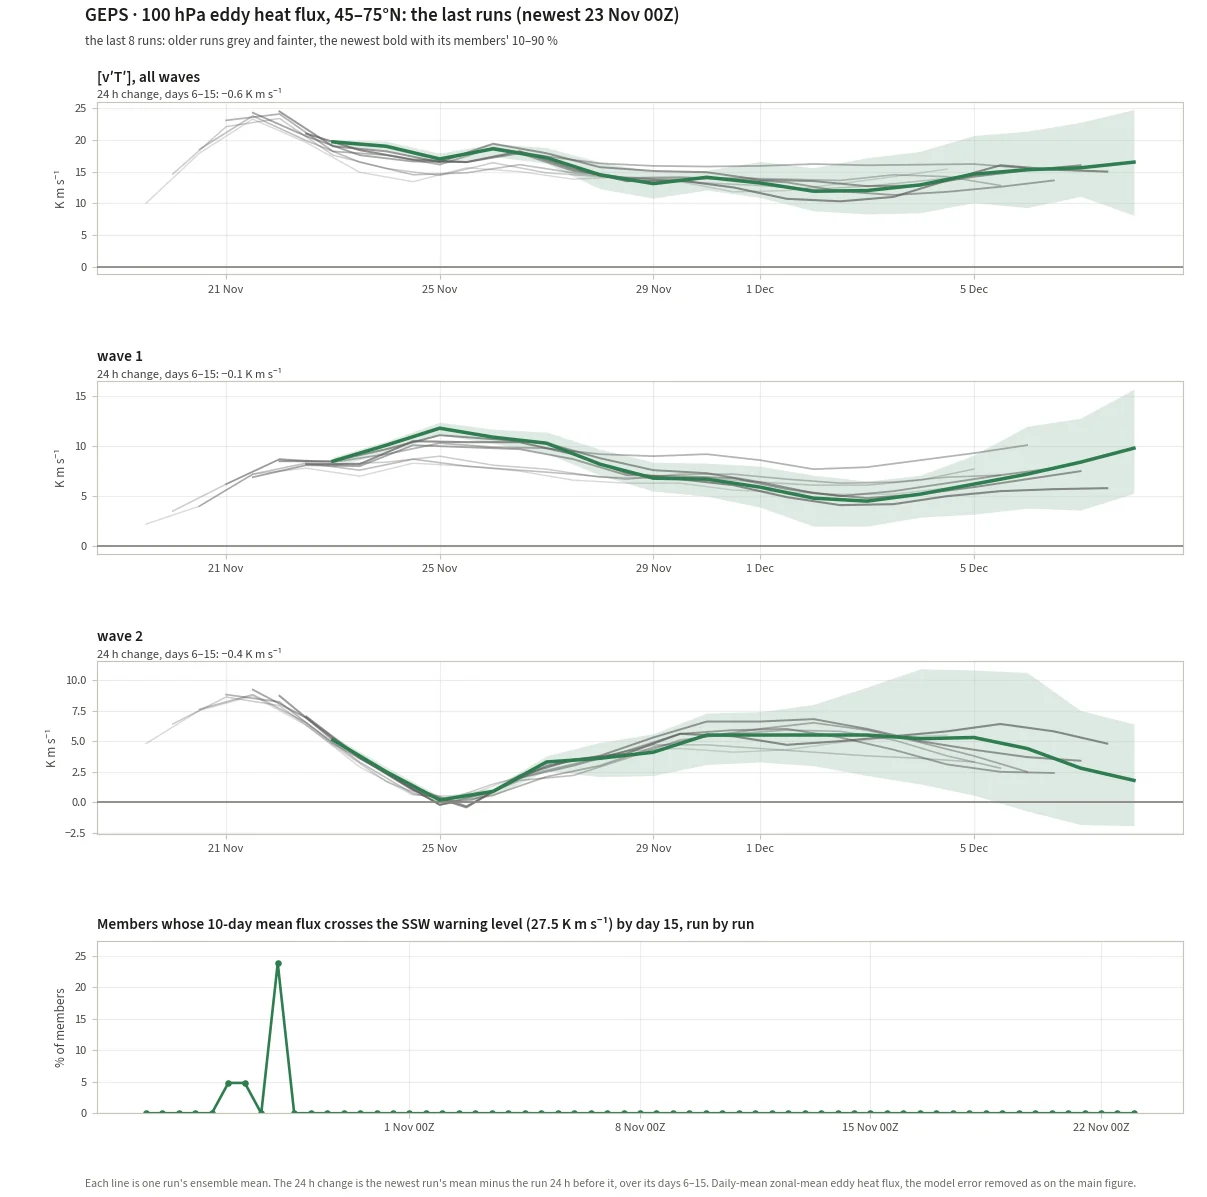 GEPS · 100 hPa eddy heat flux, 45–75°N: the last runs (newest 23 Nov 00Z)
the last 8 runs: older runs grey and fainter, the newest bold with its members' 10–90 %
[v′T′], all waves
24 h change, days 6–15: −0.6 K m s⁻¹
25
20
15
10
5
0
K m s⁻¹
21 Nov
25 Nov
29 Nov
1 Dec
5 Dec
wave 1
24 h change, days 6–15: −0.1 K m s⁻¹
15
10
5
0
K m s⁻¹
21 Nov
25 Nov
29 Nov
1 Dec
5 Dec
wave 2
24 h change, days 6–15: −0.4 K m s⁻¹
10.0
7.5
5.0
2.5
0.0
−2.5
K m s⁻¹
21 Nov
25 Nov
29 Nov
1 Dec
5 Dec
Members whose 10-day mean flux crosses the SSW warning level (27.5 K m s⁻¹) by day 15, run by run
25
20
15
10
5
0
% of members
1 Nov 00Z
8 Nov 00Z
15 Nov 00Z
22 Nov 00Z
Each line is one run's ensemble mean. The 24 h change is the newest run's mean minus the run 24 h before it, over its days 6–15. Daily-mean zonal-mean eddy heat flux, the model error removed as on the main figure.